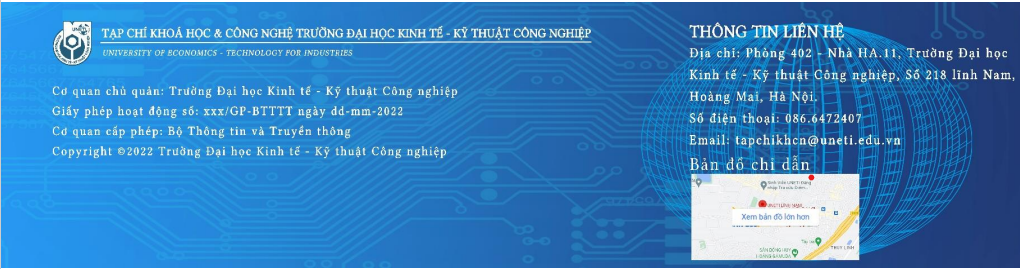 UNETI
TẠP CHÍ KHOÁ HỌC & CÔNG NGHỆ TRƯỜNG ĐẠI HỌC KINH TẾ - KỸ THUẬT CÔNG NGHIỆP
UNIVERSITY OF ECONOMICS - TECHNOLOGY FOR INDUSTRIES
Cơ quan chủ quản: Trường Đại học Kinh tế - Kỹ thuật Công nghiệp
Giấy phép hoạt động số: xxx/GP-BTTTT ngày dd-mm-2022
Cơ quan cấp phép: Bộ Thông tin và Truyền thông
Copyright ©2022 Trường Đại học Kinh tế - Kỹ thuật Công nghiệp
THÔNG TIN LIÊN HỆ
Địa chỉ: Phòng 402 - Nhà HA.11, Trường Đại học
Kinh tế - Kỹ thuật Công nghiệp, Số 218 lĩnh Nam,
Hoàng Mai, Hà Nội.
Số điện thoại: 086.6472407
Email: tapchikhcn@uneti.edu.vn
Bản đồ chỉ dẫn
Xem bản đồ lớn hơn